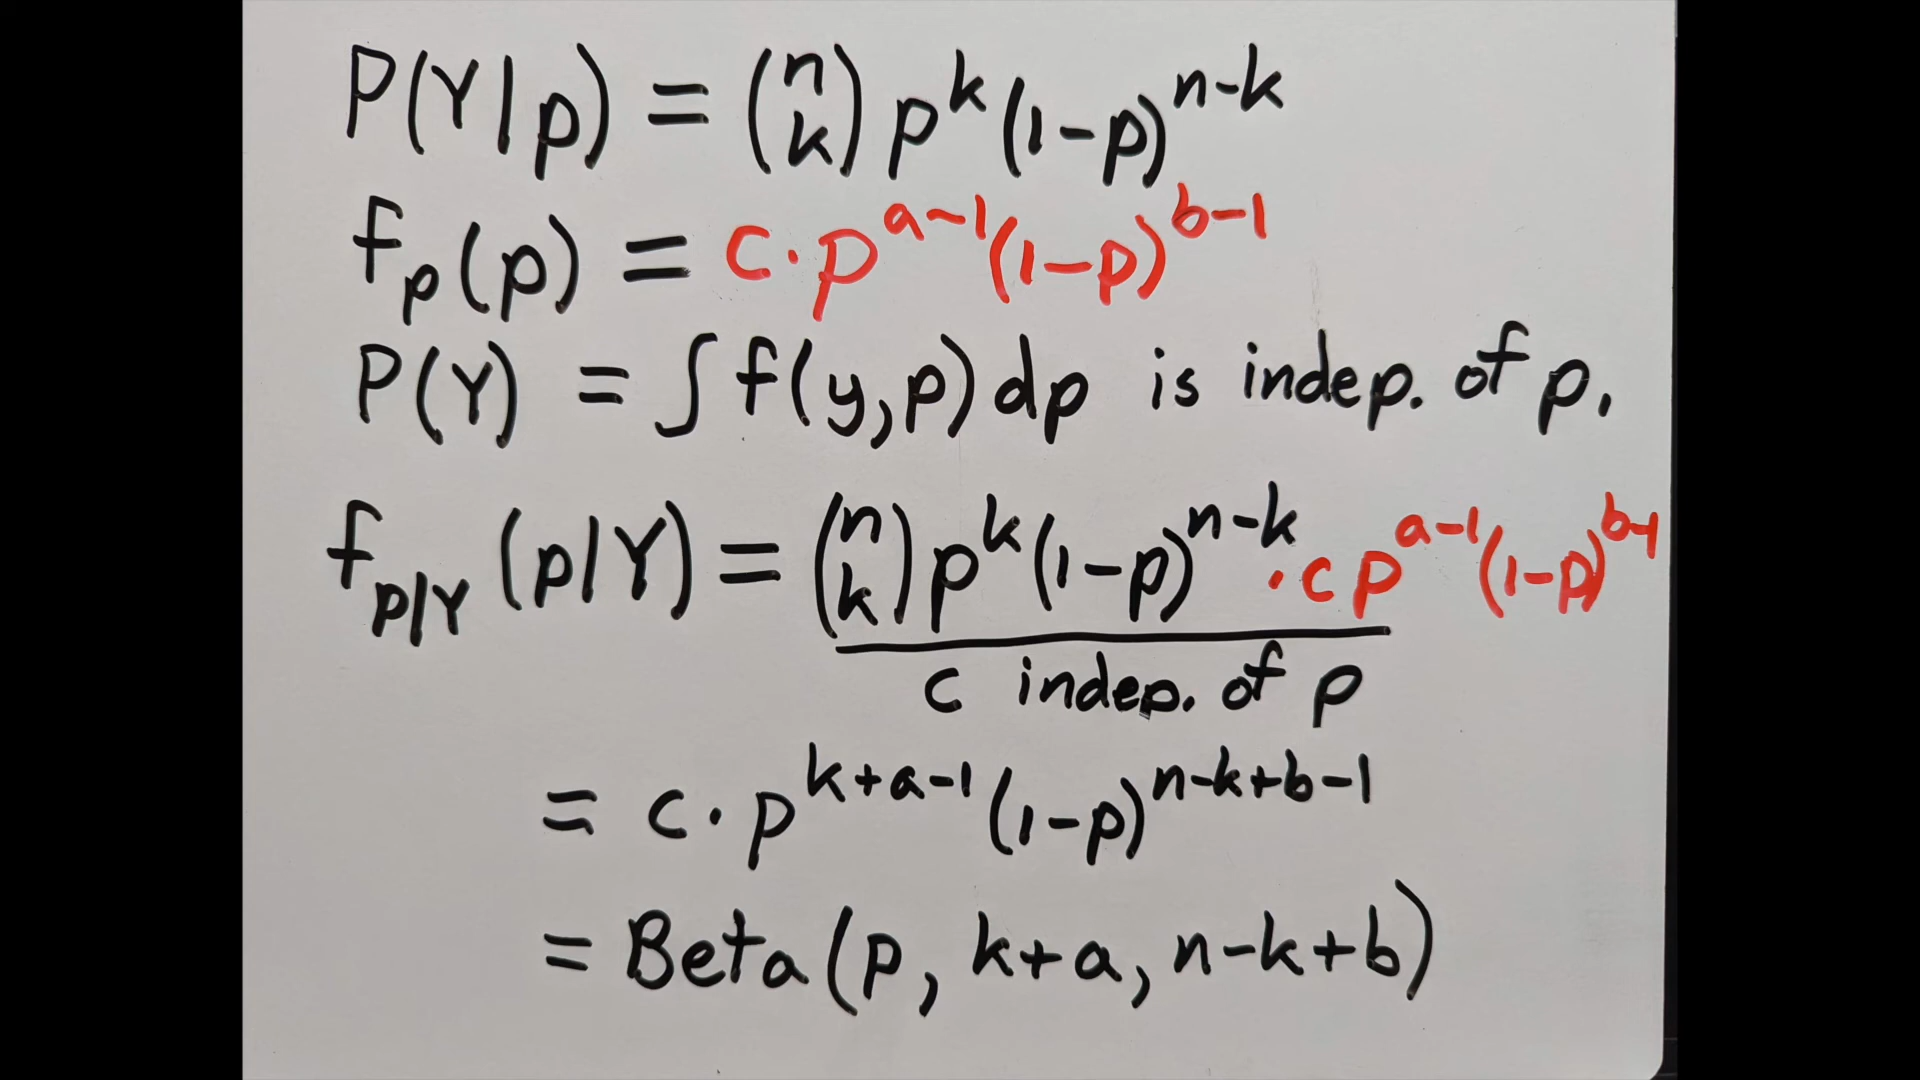 P(Y|p) = (n k) p^k (1-p)^{n-k}
f_p(p) = c·p^{a-1}(1-p)^{b-1}
P(Y) = ∫f(y,p)dp is indep. of p.
f_{p|Y}(p|Y) = (n k) p^k (1-p)^{n-k} · c p^{a-1}(1-p)^{b-1}
c indep. of p
= c·p^{k+a-1}(1-p)^{n-k+b-1}
= Beta(p, k+a, n-k+b)